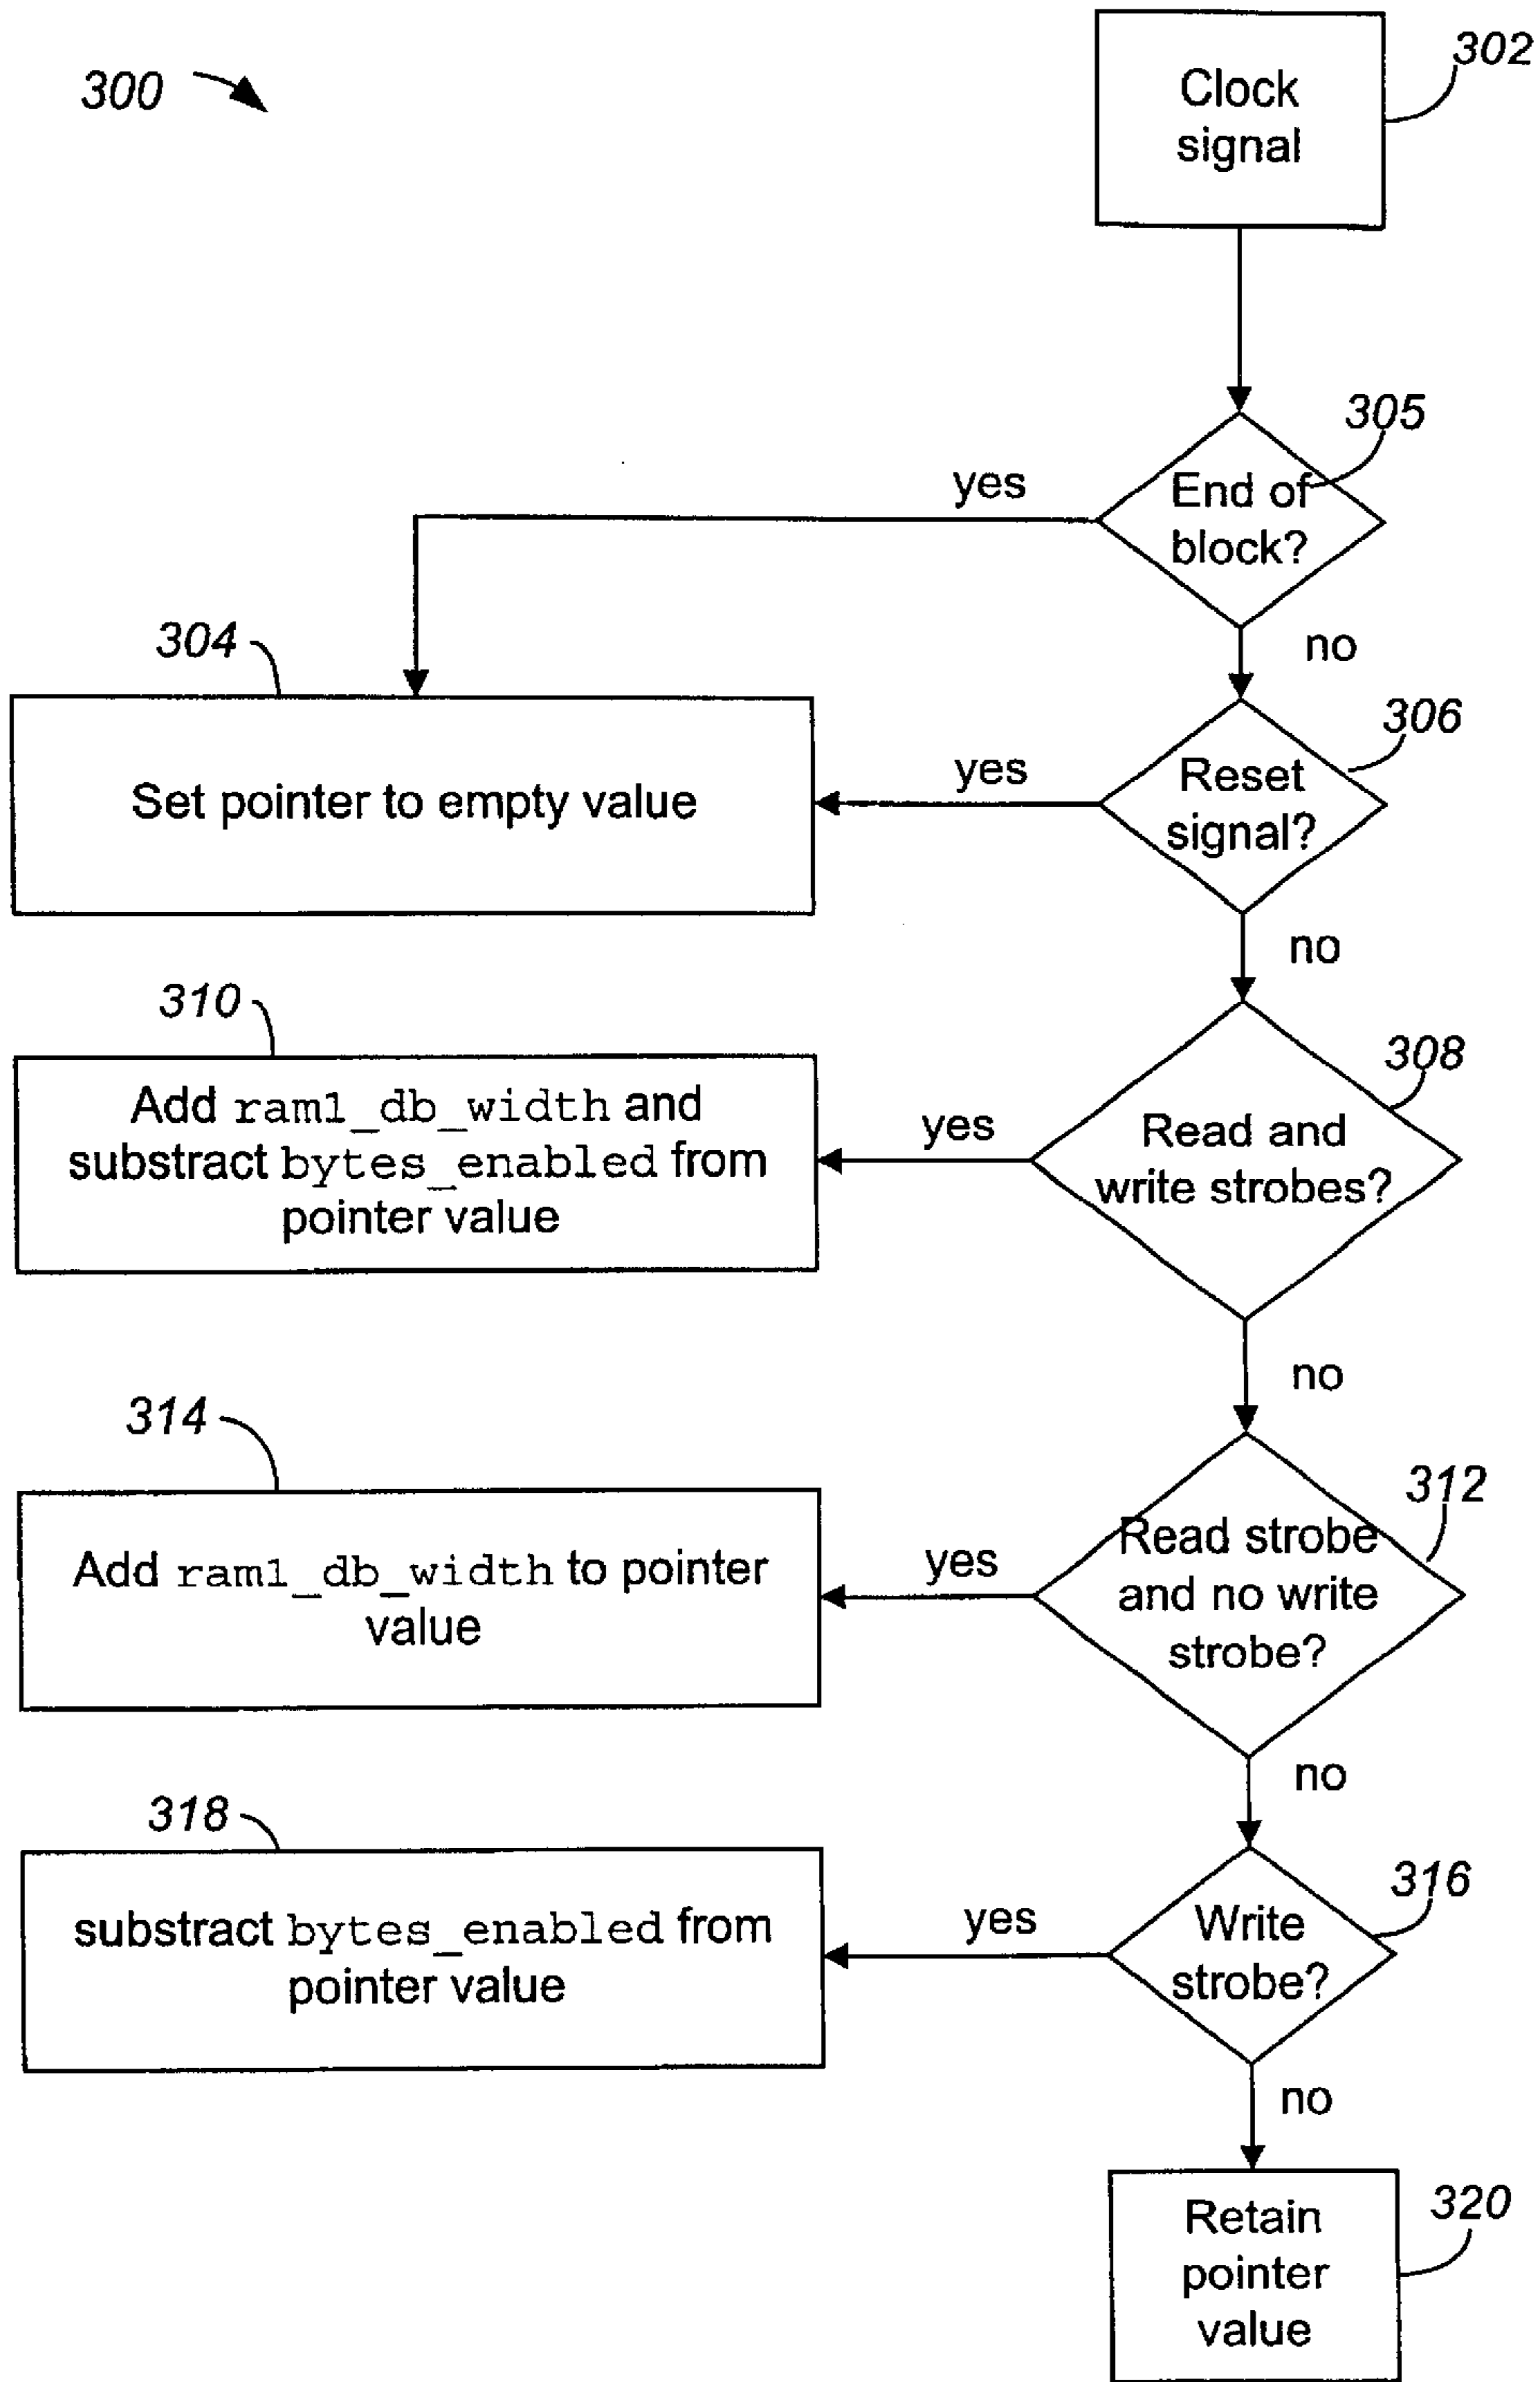 300
302
Clock
signal
305
yes
End of
block?
304
no
306
Set pointer to empty value
yes
Reset
signal?
no
310
308
Add ram1_db_width and
substract bytes_enabled from
pointer value
yes
Read and
write strobes?
no
314
312
Add ram1_db_width to pointer
value
yes
Read strobe
and no write
strobe?
no
318
316
substract bytes_enabled from
pointer value
yes
Write
strobe?
no
320
Retain
pointer
value